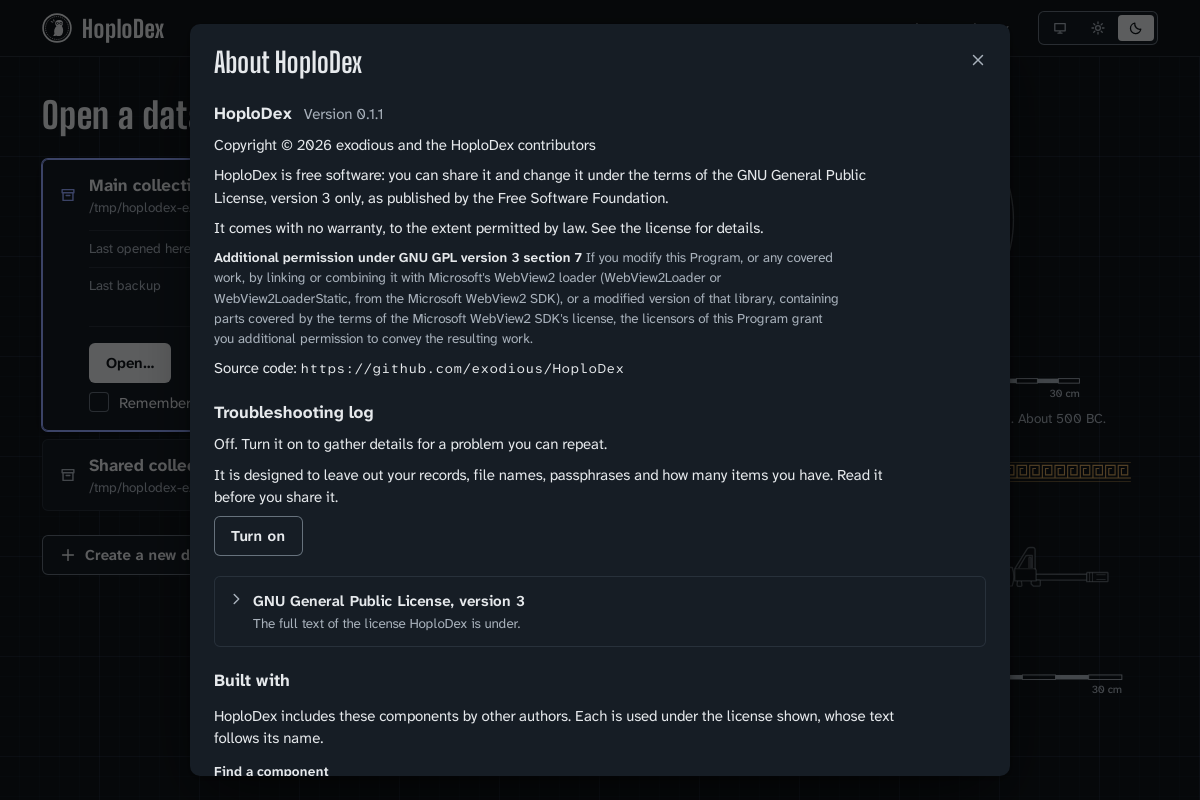 HoploDex
About HoploDex
Open a dat
HoploDex Version 0.1.1
Copyright © 2026 exodious and the HoploDex contributors
HoploDex is free software: you can share it and change it under the terms of the GNU General Public
License, version 3 only, as published by the Free Software Foundation.
It comes with no warranty, to the extent permitted by law. See the license for details.
Additional permission under GNU GPL version 3 section 7 If you modify this Program, or any covered
work, by linking or combining it with Microsoft's WebView2 loader (WebView2Loader or
WebView2LoaderStatic, from the Microsoft WebView2 SDK), or a modified version of that library, containing
parts covered by the terms of the Microsoft WebView2 SDK's license, the licensors of this Program grant
you additional permission to convey the resulting work.
Source code: https://github.com/exodious/HoploDex
Troubleshooting log
Off. Turn it on to gather details for a problem you can repeat.
It is designed to leave out your records, file names, passphrases and how many items you have. Read it
before you share it.
Turn on
GNU General Public License, version 3
The full text of the license HoploDex is under.
Built with
HoploDex includes these components by other authors. Each is used under the license shown, whose text
follows its name.
Find a component
Main collecti
/tmp/hoplodex-e
Last opened here
Last backup
Open...
Remember
Shared colle
/tmp/hoplodex-e
Create a new d
30 cm
. About 500 BC.
30 cm